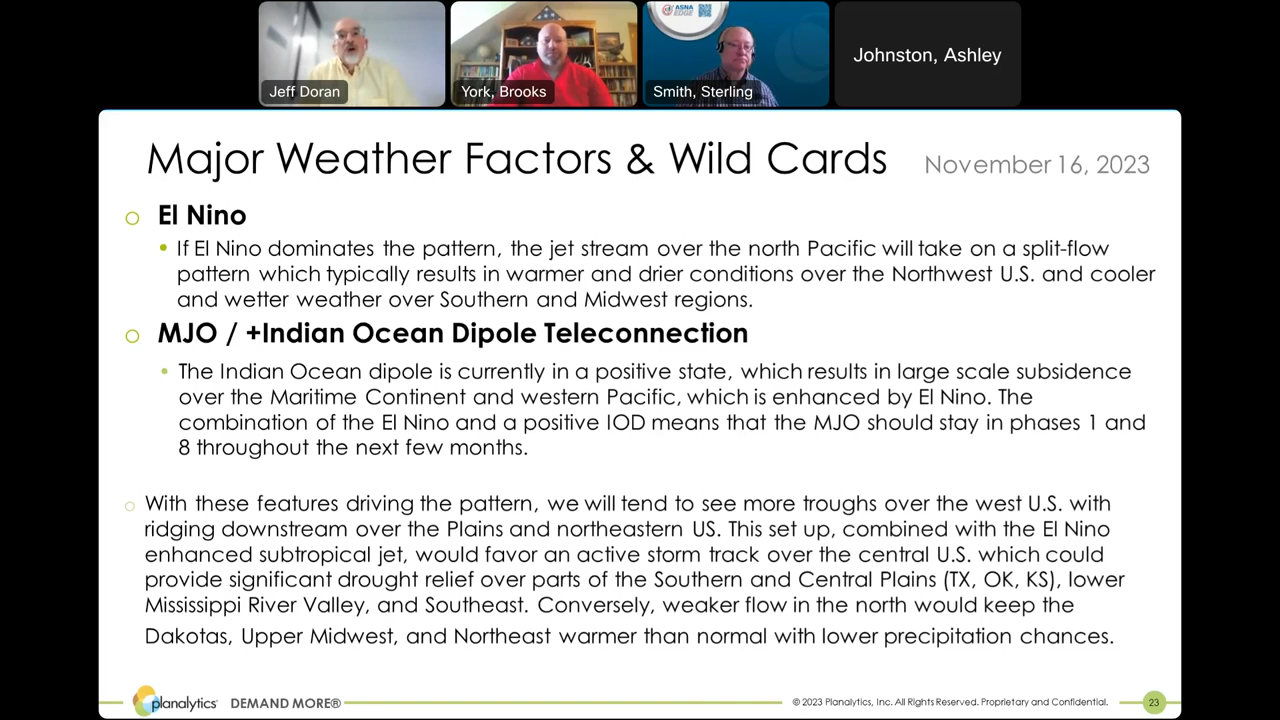 ASNA
EDGE
Jeff Doran
York, Brooks
Smith, Sterling
Johnston, Ashley
Major Weather Factors & Wild Cards
November 16, 2023
El Nino
If El Nino dominates the pattern, the jet stream over the north Pacific will take on a split-flow
pattern which typically results in warmer and drier conditions over the Northwest U.S. and cooler
and wetter weather over Southern and Midwest regions.
MJO / +Indian Ocean Dipole Teleconnection
The Indian Ocean dipole is currently in a positive state, which results in large scale subsidence
over the Maritime Continent and western Pacific, which is enhanced by El Nino. The
combination of the El Nino and a positive IOD means that the MJO should stay in phases 1 and
8 throughout the next few months.
With these features driving the pattern, we will tend to see more troughs over the west U.S. with
ridging downstream over the Plains and northeastern US. This set up, combined with the El Nino
enhanced subtropical jet, would favor an active storm track over the central U.S. which could
provide significant drought relief over parts of the Southern and Central Plains (TX, OK, KS), lower
Mississippi River Valley, and Southeast. Conversely, weaker flow in the north would keep the
Dakotas, Upper Midwest, and Northeast warmer than normal with lower precipitation chances.
planalytics
DEMAND MORE®
© 2023 Planalytics, Inc. All Rights Reserved. Proprietary and Confidential.
23